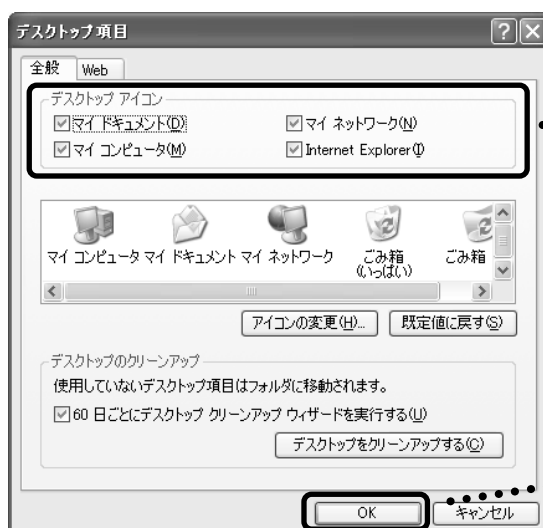 デスクトップ項目
全般 Web
デスクトップ アイコン
マイ ドキュメント(D) マイ ネットワーク(N)
マイ コンピュータ(M) Internet Explorer(I)
マイ コンピュータ マイ ドキュメント マイ ネットワーク ごみ箱 ごみ箱
(いっぱい)
アイコンの変更(H)... 既定値に戻す(S)
デスクトップのクリーンアップ
使用していないデスクトップ項目はフォルダに移動されます。
60 日ごとにデスクトップ クリーンアップ ウィザードを実行する(U)
デスクトップをクリーンアップする(C)
OK キャンセル